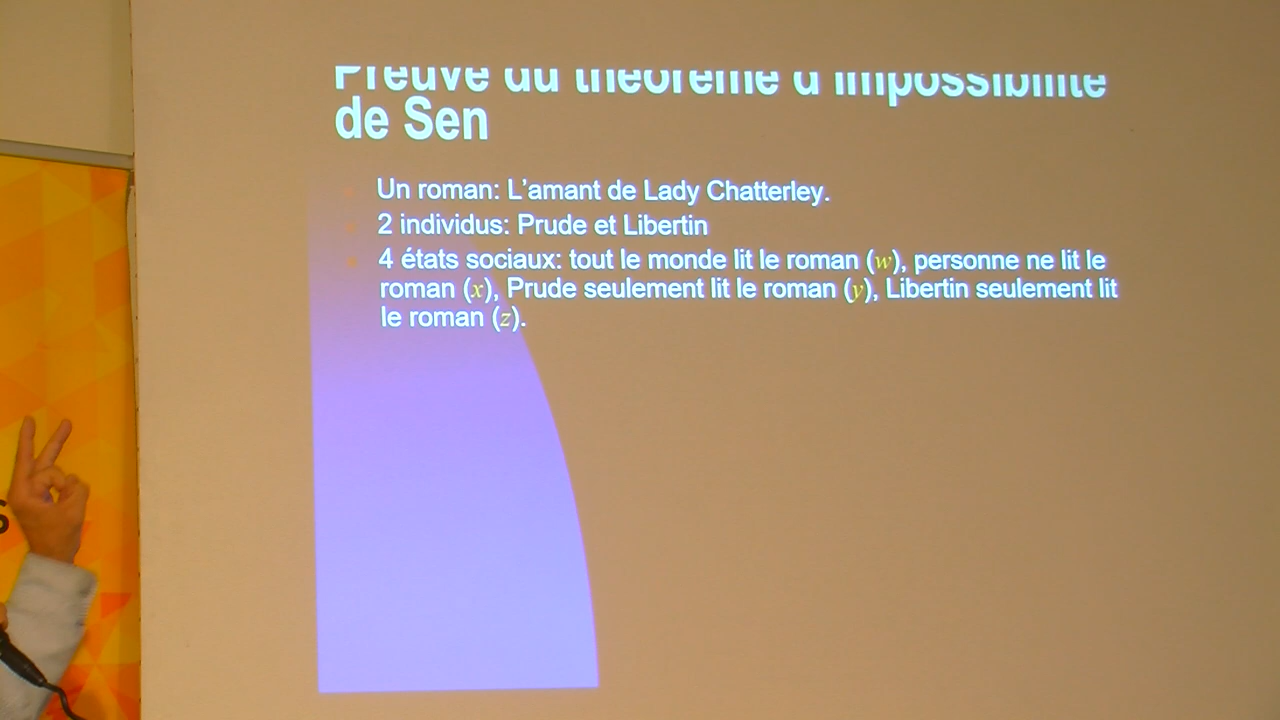 Preuve du théorème d'impossibilité
de Sen
Un roman: L’amant de Lady Chatterley.
2 individus: Prude et Libertin
4 états sociaux: tout le monde lit le roman (w), personne ne lit le
roman (x), Prude seulement lit le roman (y), Libertin seulement lit
le roman (z).